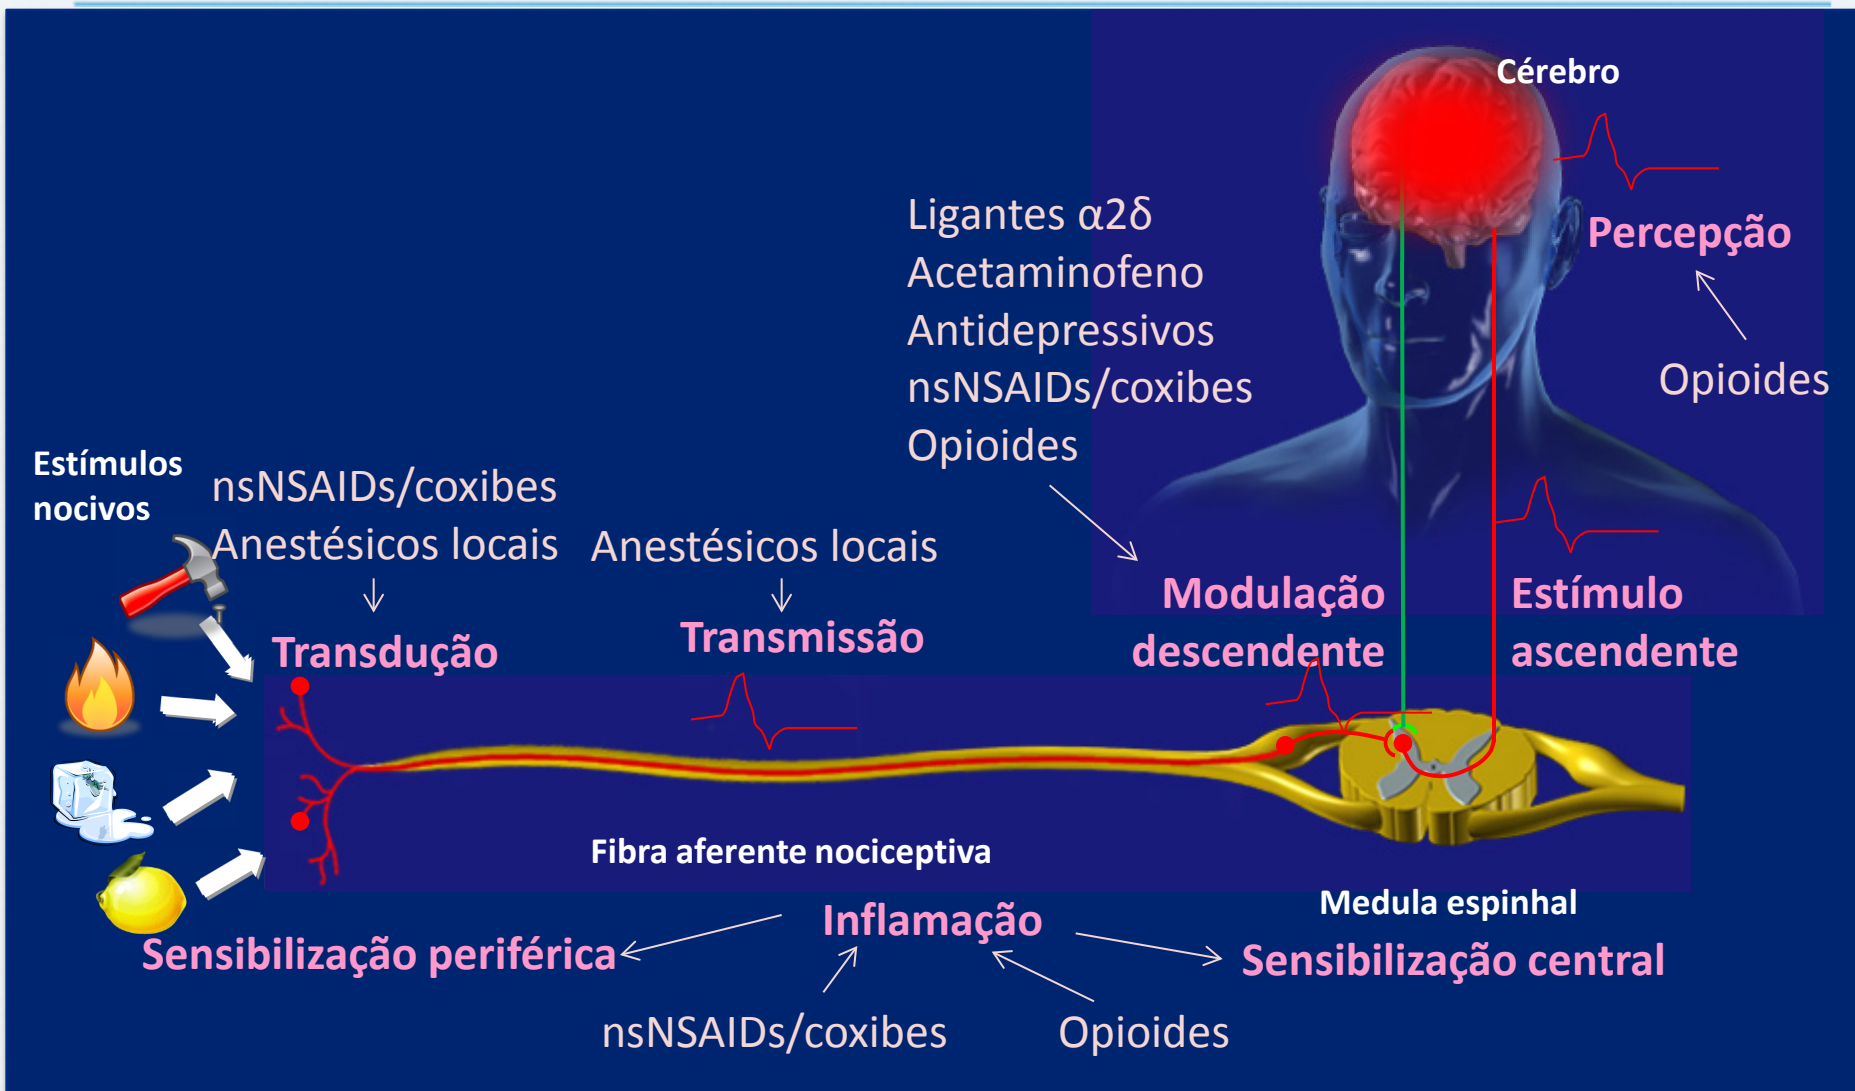 Cérebro
Percepção
Opioides
Ligantes α2δ
Acetaminofeno
Antidepressivos
nsNSAIDs/coxibes
Opioides
Estímulos
nocivos
nsNSAIDs/coxibes
Anestésicos locais
Anestésicos locais
Transdução
Transmissão
Modulação
descendente
Estímulo
ascendente
Fibra aferente nociceptiva
Medula espinhal
Inflamação
Sensibilização periférica
Sensibilização central
nsNSAIDs/coxibes
Opioides